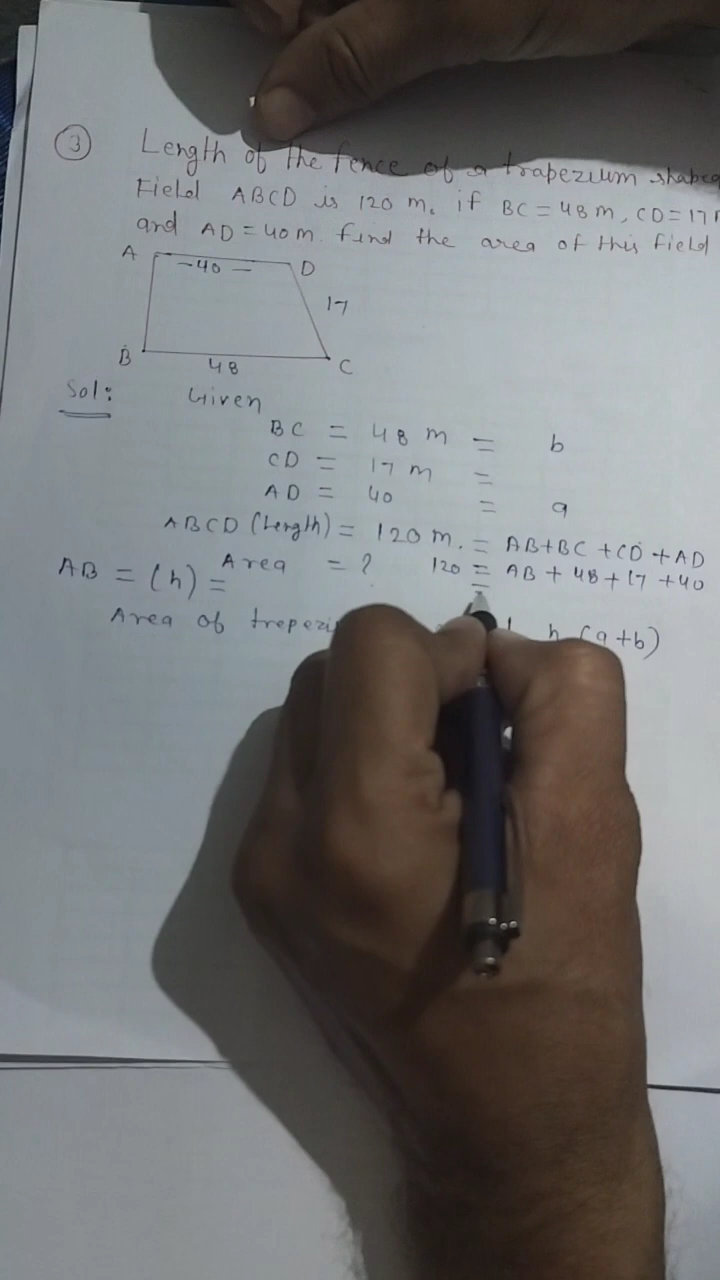 3 Length of the fence of a trapezium shaped
Field ABCD is 120 m. if BC = 48 m, CD = 17
and AD = 40 m. find the area of this field
A - 40 - D
17
B 48 C
Sol: Given
BC = 48 m = b
CD = 17 m =
AD = 40 = a
ABCD (Length) = 120 m. = AB+BC+CD+AD
Area = ? 120 = AB + 48 + 17 + 40
AB = (h) = =
Area of h (a+b)